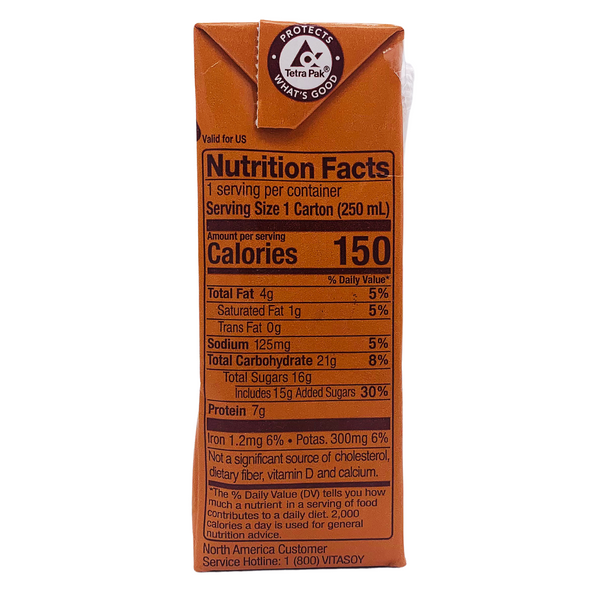 PROTECTS
Tetra Pak®
WHAT'S GOOD
Valid for US
Nutrition Facts
1 serving per container
Serving Size 1 Carton (250 mL)
Amount per serving
Calories 150
% Daily Value*
Total Fat 4g 5%
Saturated Fat 1g 5%
Trans Fat 0g
Sodium 125mg 5%
Total Carbohydrate 21g 8%
Total Sugars 16g
Includes 15g Added Sugars 30%
Protein 7g
Iron 1.2mg 6% • Potas. 300mg 6%
Not a significant source of cholesterol,
dietary fiber, vitamin D and calcium.
*The % Daily Value (DV) tells you how
much a nutrient in a serving of food
contributes to a daily diet. 2,000
calories a day is used for general
nutrition advice.
North America Customer
Service Hotline: 1 (800) VITASOY